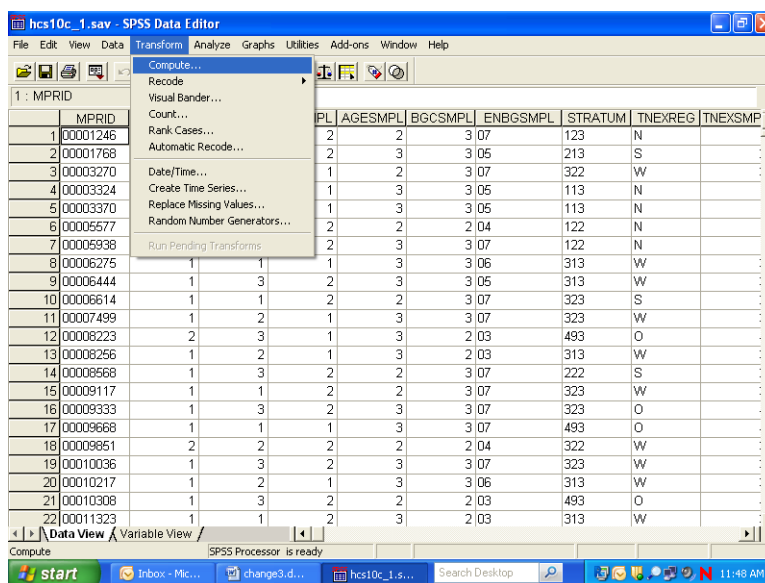 hcs10c_1.sav - SPSS Data Editor
File Edit View Data Transform Analyze Graphs Utilities Add-ons Window Help
Compute...
Recode
Visual Bander...
Count...
Rank Cases...
Automatic Recode...
Date/Time...
Create Time Series...
Replace Missing Values...
Random Number Generators...
Run Pending Transforms
1 : MPRID
MPRID PL AGESMPL BGCSMPL ENBGSMPL STRATUM TNEXREG TNEXSMP
1 00001246 2 2 3 07 123 N
2 00001768 2 3 3 05 213 S
3 00003270 1 2 3 07 322 W
4 00003324 1 3 3 05 113 N
5 00003370 1 3 3 05 113 N
6 00005577 2 2 2 04 122 N
7 00005938 2 3 3 07 122 N
8 00006275 1 1 1 3 3 06 313 W
9 00006444 1 3 2 3 3 05 313 W
10 00006614 1 1 2 2 3 07 323 S
11 00007499 1 2 1 3 3 07 323 W
12 00008223 2 3 1 3 2 03 493 O
13 00008256 1 2 1 3 2 03 313 W
14 00008568 1 3 2 2 3 07 222 S
15 00009117 1 1 2 2 3 07 323 W
16 00009333 1 3 2 3 3 07 323 O
17 00009668 1 1 1 3 3 07 493 O
18 00009851 2 2 2 2 2 04 322 W
19 00010036 1 3 2 3 3 07 323 W
20 00010217 1 2 1 3 3 06 313 W
21 00010308 1 3 2 2 2 03 493 O
22 00011323 1 1 2 3 2 03 313 W
Data View Variable View
Compute SPSS Processor is ready
start Inbox - Mic... change3.d... hcs10c_1.s... Search Desktop 11:48 AM